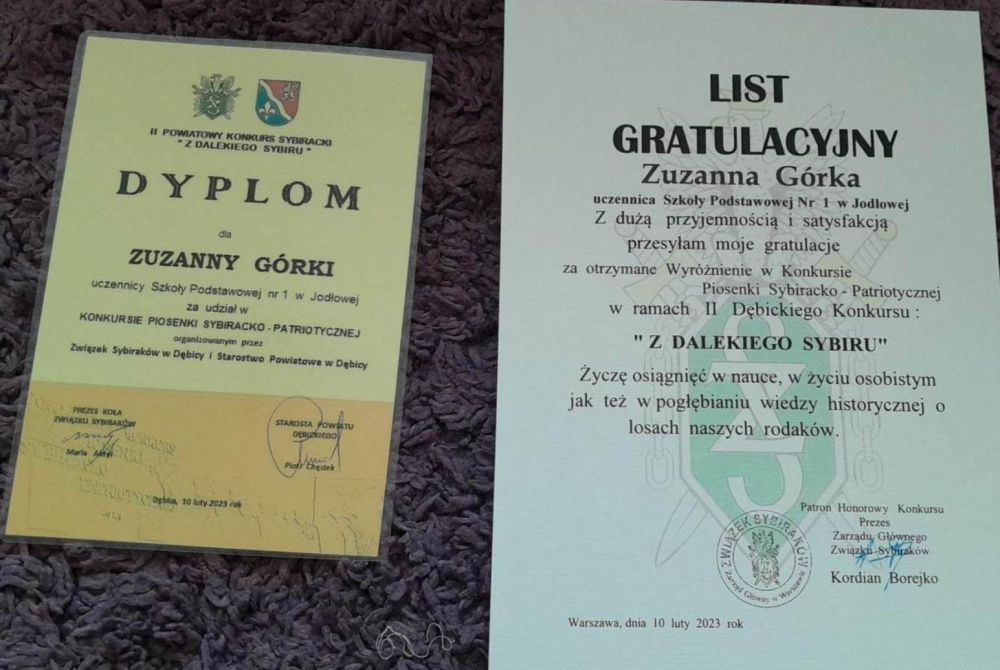 II POWIATOWY KONKURS SYBIRACKI
" Z DALEKIEGO SYBIRU "
DYPLOM
dla
ZUZANNY GÓRKI
uczennicy Szkoły Podstawowej nr 1 w Jodłowej
za udział w
KONKURSIE PIOSENKI SYBIRACKO - PATRIOTYCZNEJ
organizowanym przez
Związek Sybiraków w Dębicy i Starostwo Powiatowe w Dębicy
PREZES KOŁA
ZWIĄZKU SYBIRAKÓW
Maria
STAROSTA POWIATU
DĘBICKIEGO
Piotr Chęciek
Dębica, 10 luty 2023 rok
LIST
GRATULACYJNY
Zuzanna Górka
uczennica Szkoły Podstawowej Nr 1 w Jodłowej
Z dużą przyjemnością i satysfakcją
przesyłam moje gratulacje
za otrzymane Wyróżnienie w Konkursie
Piosenki Sybiracko - Patriotycznej
w ramach II Dębickiego Konkursu :
" Z DALEKIEGO SYBIRU"
Życzę osiągnięć w nauce, w życiu osobistym
jak też w pogłębianiu wiedzy historycznej o
losach naszych rodaków.
Patron Honorowy Konkursu
Prezes
Zarządu Głównego
Związku Sybiraków
Kordian Borejko
ZWIĄZEK SYBIRAKÓW
Zarząd Główny w Warszawie
Warszawa, dnia 10 luty 2023 rok